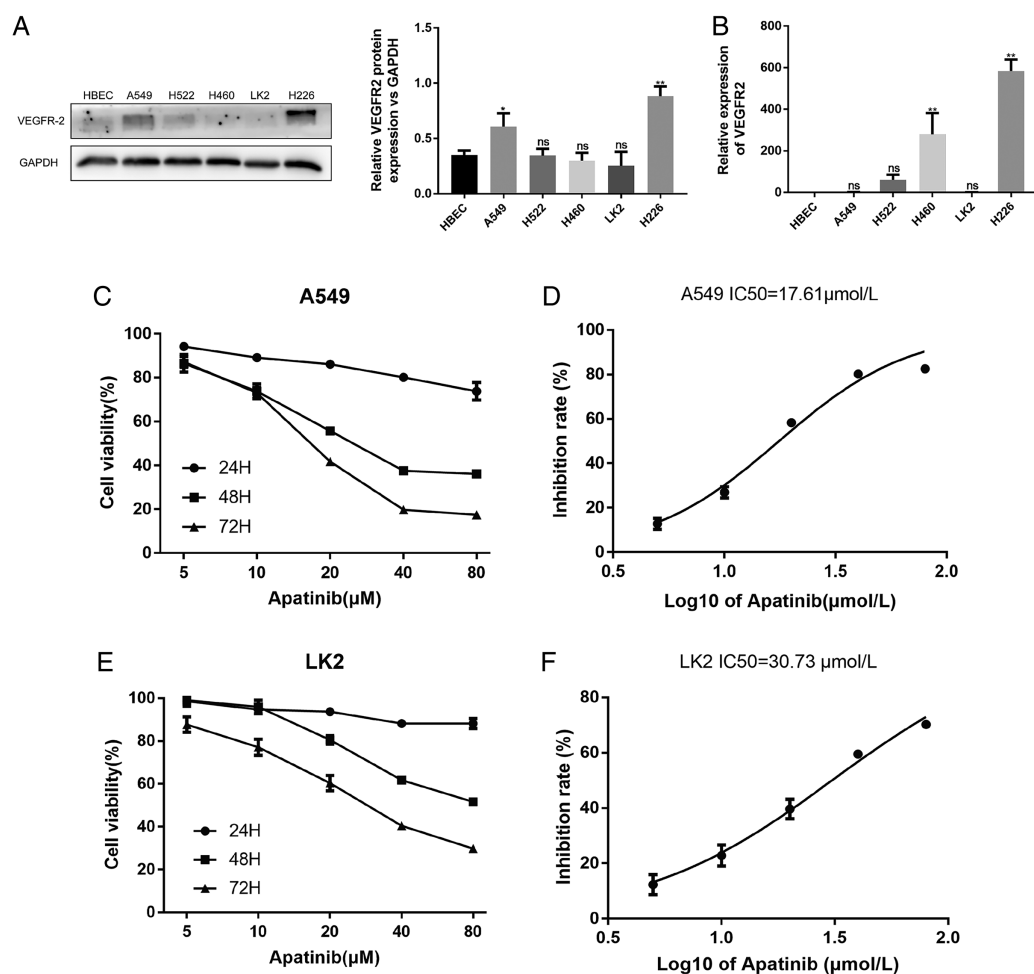 A
HBEC A549 H522 H460 LK2 H226
VEGFR-2
GAPDH
Relative VEGFR2 protein
expression vs GAPDH
1.5
1.0
0.5
0.0
* ns ns ns **
HBEC A549 H522 H460 LK2 H226
B
Relative expression
of VEGFR2
800
600
400
200
0
ns ns ** ns **
HBEC A549 H522 H460 LK2 H226
C
A549
Cell viability(%)
100
80
60
40
20
0
24H
48H
72H
5 10 20 40 80
Apatinib(μM)
D
A549 IC50=17.61μmol/L
Inhibition rate (%)
100
80
60
40
20
0
0.5 1.0 1.5 2.0
Log10 of Apatinib(μmol/L)
E
LK2
Cell viability(%)
100
80
60
40
20
0
24H
48H
72H
5 10 20 40 80
Apatinib(μM)
F
LK2 IC50=30.73 μmol/L
Inhibition rate (%)
80
60
40
20
0
0.5 1.0 1.5 2.0
Log10 of Apatinib (μmol/L)